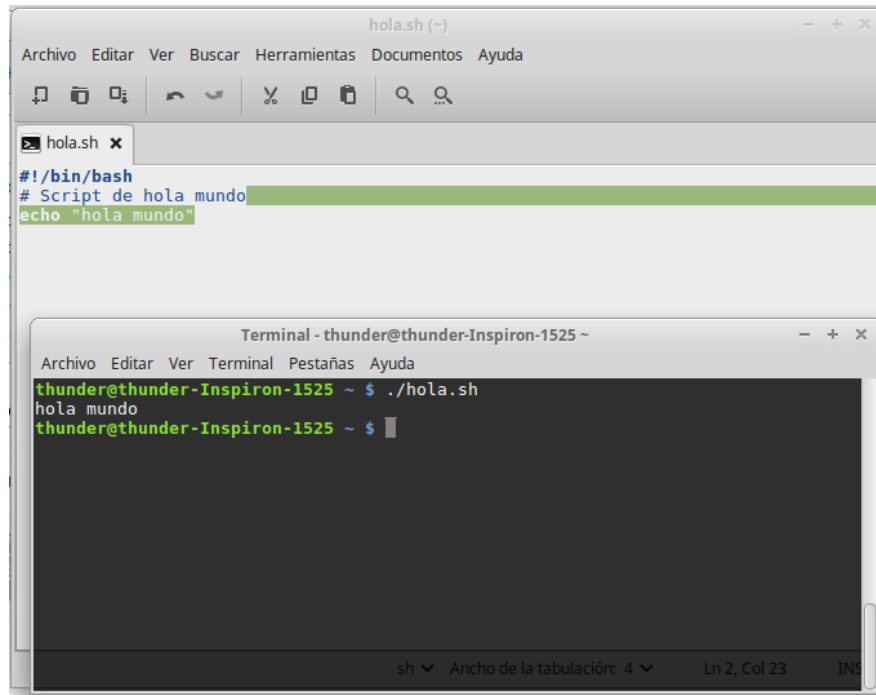 hola.sh (~)
Archivo Editar Ver Buscar Herramientas Documentos Ayuda
hola.sh
#!/bin/bash
# Script de hola mundo
echo "hola mundo"
Terminal - thunder@thunder-Inspiron-1525 ~
Archivo Editar Ver Terminal Pestañas Ayuda
thunder@thunder-Inspiron-1525 ~ $ ./hola.sh
hola mundo
thunder@thunder-Inspiron-1525 ~ $
sh Ancho de la tabulación: 4 Ln 2, Col 23 INS